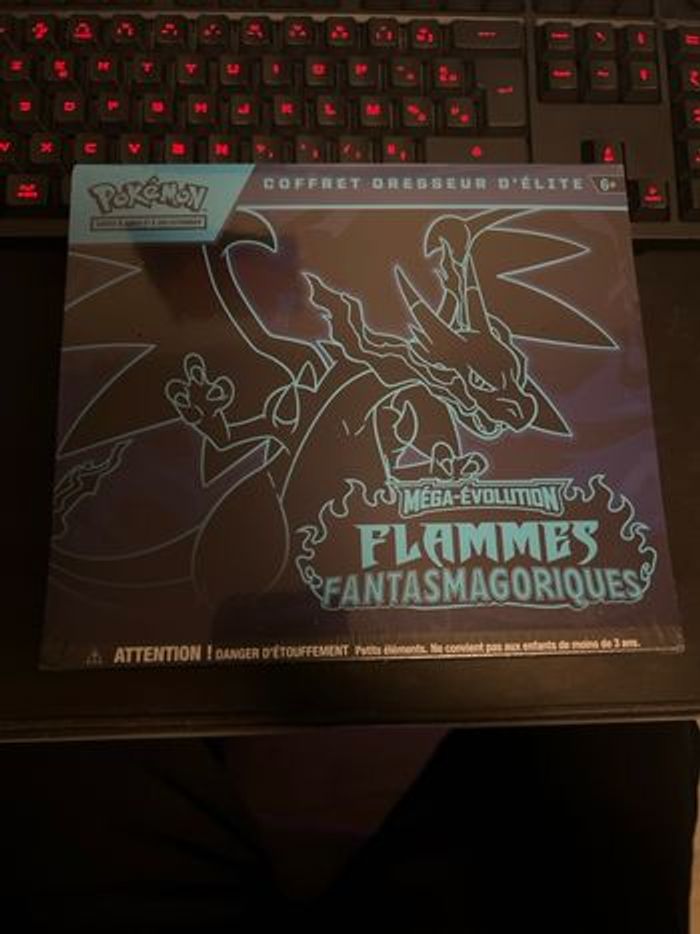 POKÉMON
COFFRET DRESSEUR D'ÉLITE
6+
MÉGA-ÉVOLUTION
FLAMMES
FANTASMAGORIQUES
ATTENTION ! DANGER D'ÉTOUFFEMENT Petits éléments. Ne convient pas aux enfants de moins de 3 ans.